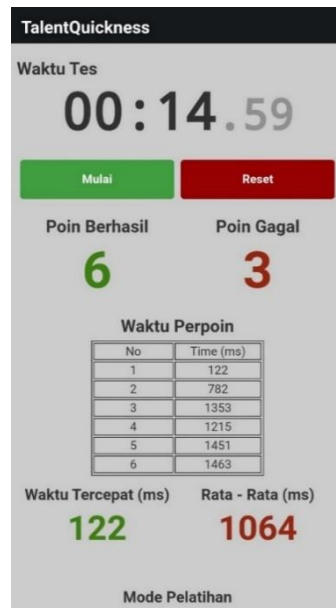 TalentQuickness
Waktu Tes
00:14.59
Mulai Reset
Poin Berhasil Poin Gagal
6 3
Waktu Perpoin
No Time (ms)
1 122
2 782
3 1353
4 1215
5 1451
6 1463
Waktu Tercepat (ms) Rata - Rata (ms)
122 1064
Mode Pelatihan